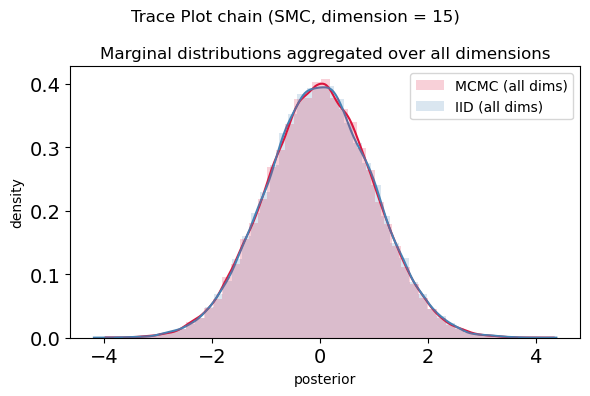 Trace Plot chain (SMC, dimension = 15)
Marginal distributions aggregated over all dimensions
MCMC (all dims)
IID (all dims)
density
0.4
0.3
0.2
0.1
0.0
−4
−2
0
2
4
posterior